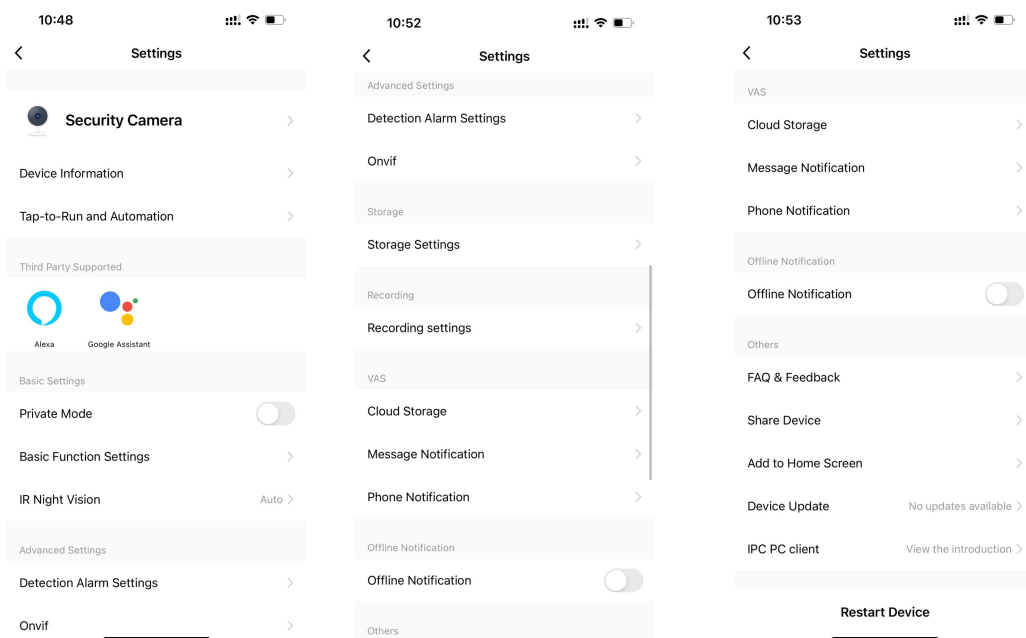 10:48
Settings
Security Camera
Device Information
Tap-to-Run and Automation
Third Party Supported
Alexa
Google Assistant
Basic Settings
Private Mode
Basic Function Settings
IR Night Vision Auto
Advanced Settings
Detection Alarm Settings
Onvif
10:52
Settings
Advanced Settings
Detection Alarm Settings
Onvif
Storage
Storage Settings
Recording
Recording settings
VAS
Cloud Storage
Message Notification
Phone Notification
Offline Notification
Offline Notification
Others
10:53
Settings
VAS
Cloud Storage
Message Notification
Phone Notification
Offline Notification
Offline Notification
Others
FAQ & Feedback
Share Device
Add to Home Screen
Device Update No updates available
IPC PC client View the introduction
Restart Device